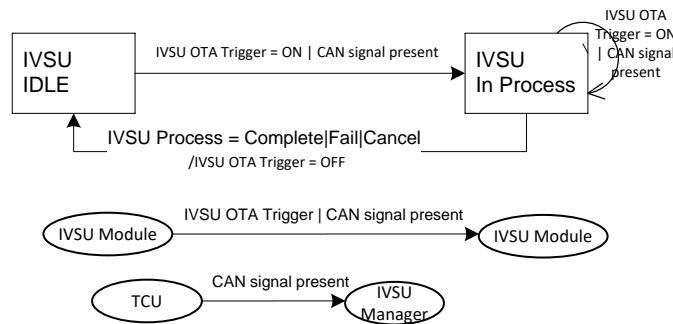 IVSU OTA
Trigger = ON
| CAN signal
present
IVSU
IDLE
IVSU OTA Trigger = ON | CAN signal present
IVSU
In Process
IVSU Process = Complete|Fail|Cancel
/IVSU OTA Trigger = OFF
IVSU OTA Trigger | CAN signal present
IVSU Module
IVSU Module
CAN signal present
TCU
IVSU
Manager